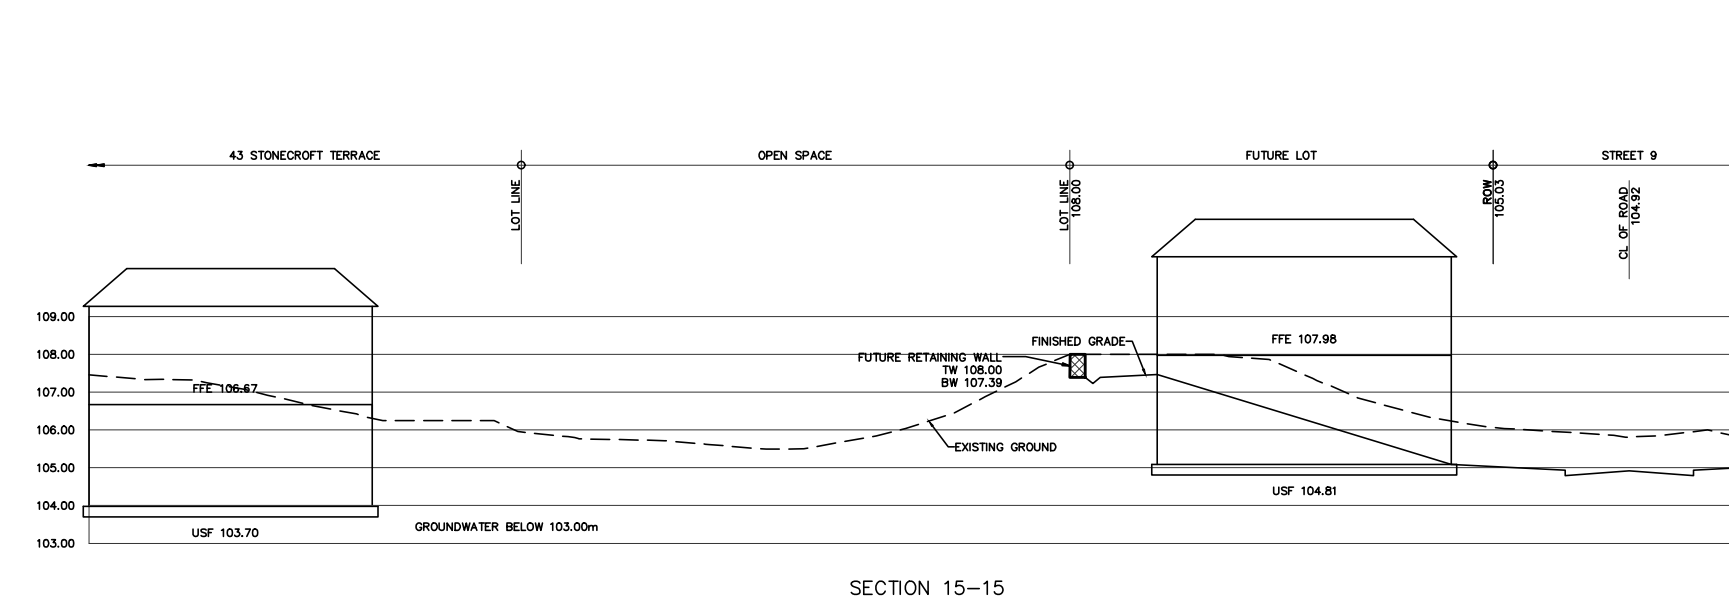 43 STONECROFT TERRACE
OPEN SPACE
FUTURE LOT
STREET 9
LOT LINE
LOT LINE
108.00
ROW
105.03
CL OF ROAD
104.92
109.00
108.00
107.00
106.00
105.00
104.00
103.00
FFE 106.67
USF 103.70
GROUNDWATER BELOW 103.00m
FUTURE RETAINING WALL
TW 108.00
BW 107.39
FINISHED GRADE
EXISTING GROUND
FFE 107.98
USF 104.81
SECTION 15-15